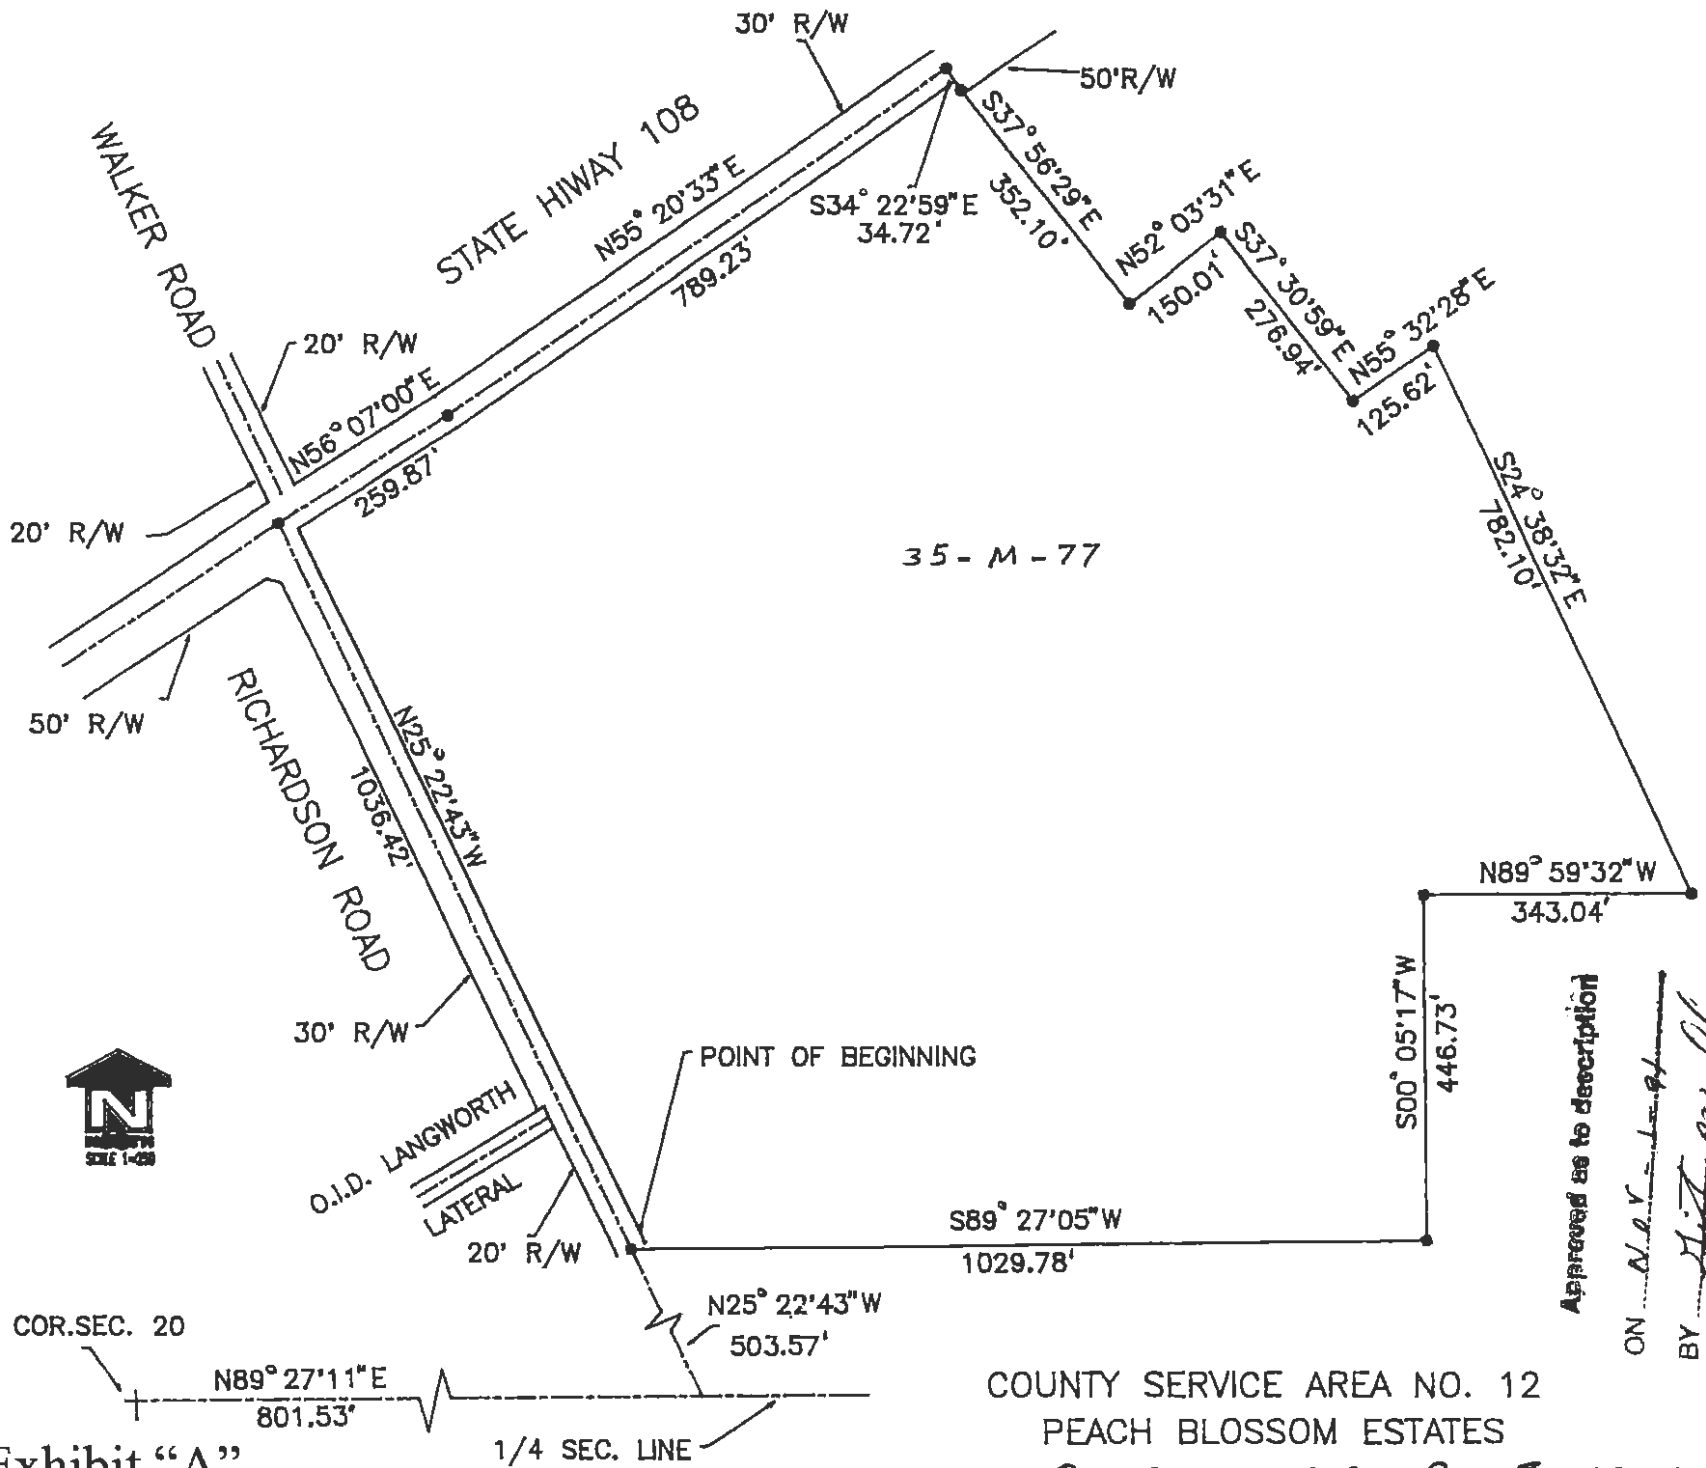 30' R/W
50'R/W
WALKER ROAD
STATE HIWAY 108
N55° 20'33"E
789.23'
S34° 22'59"E
34.72'
S37° 56'29"E
352.10'
N52° 03'31"E
150.01'
S37° 30'59"E
276.94'
N55° 32'28"E
125.62'
20' R/W
N56° 07'00"E
259.87'
20' R/W
S24° 38'32"E
782.10'
35-M-77
50' R/W
RICHARDSON ROAD
N25° 22'43"W
1036.42'
N89° 59'32"W
343.04'
30' R/W
S00° 05'17"W
446.73'
POINT OF BEGINNING
N
O.I.D. LANGWORTH
LATERAL
20' R/W
S89° 27'05"W
1029.78'
N25° 22'43"W
503.57'
COR.SEC. 20
N89° 27'11"E
801.53'
1/4 SEC. LINE
Approved as to description
ON Nov-1-91
BY
COUNTY SERVICE AREA NO. 12
PEACH BLOSSOM ESTATES
Exhibit "A"